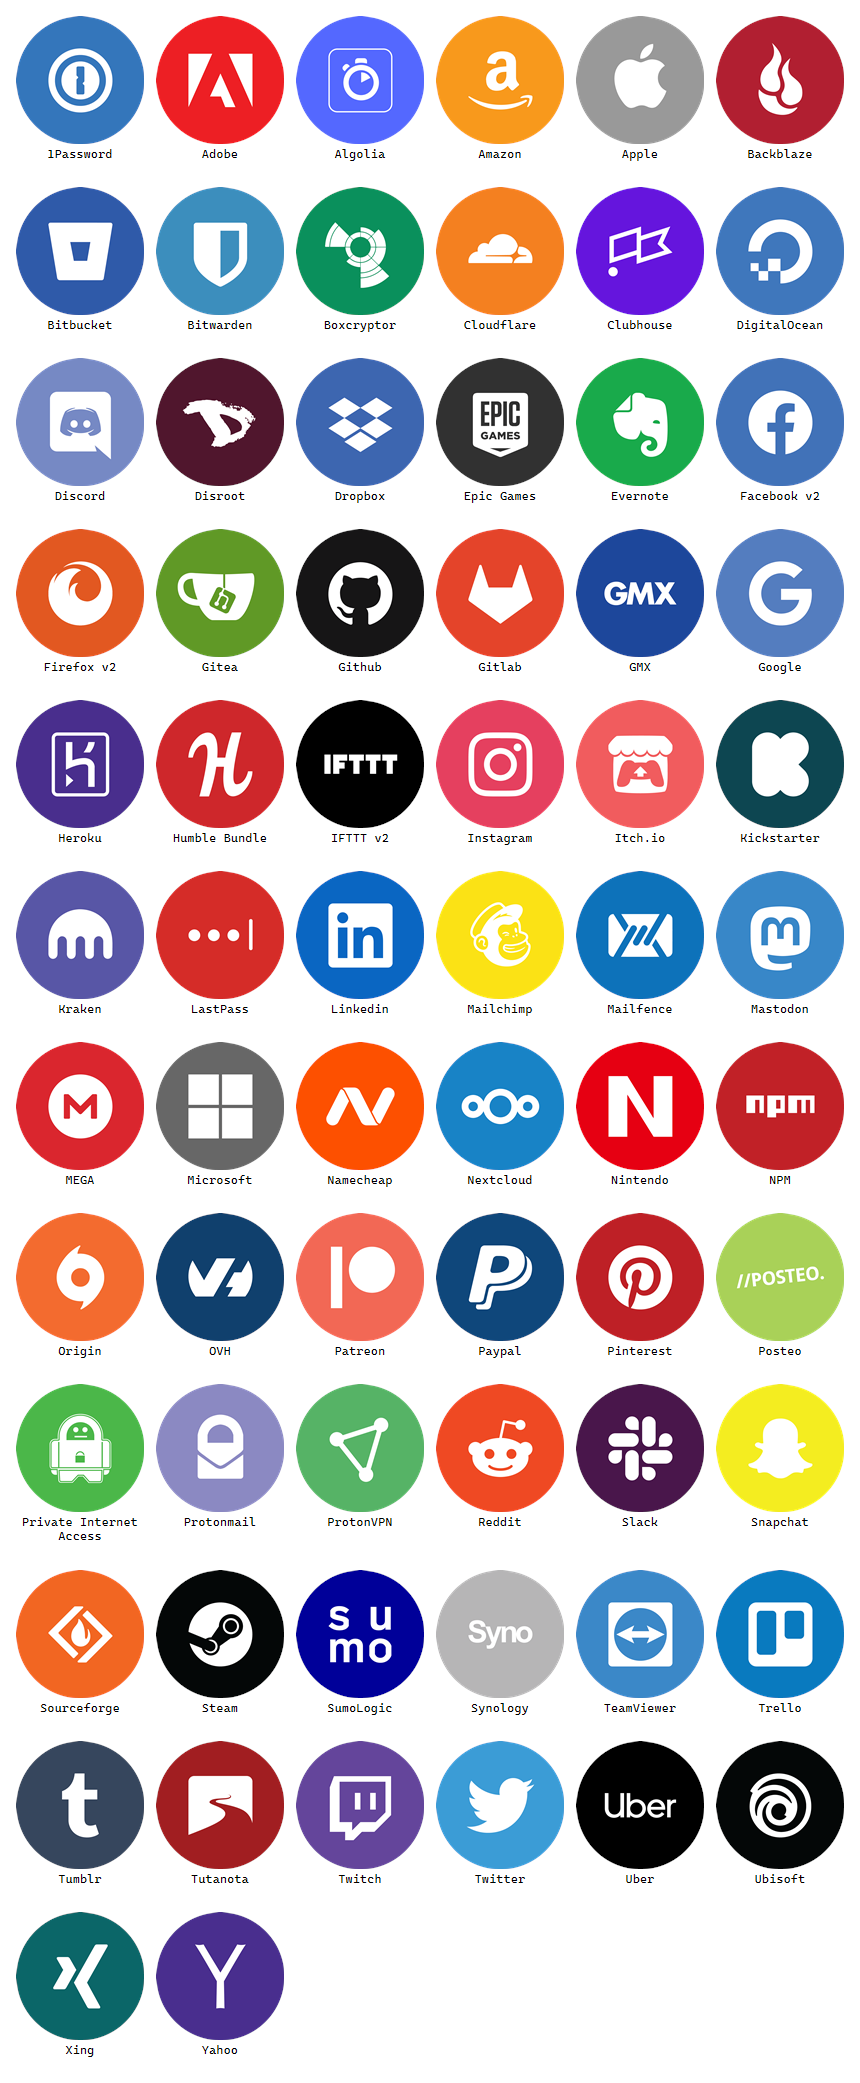 a
1Password
Adobe
Algolia
Amazon
Apple
Backblaze
Bitbucket
Bitwarden
Boxcryptor
Cloudflare
Clubhouse
DigitalOcean
EPIC
GAMES
Discord
Disroot
Dropbox
Epic Games
Evernote
Facebook v2
GMX
G
Firefox v2
Gitea
Github
Gitlab
GMX
Google
H
IFTTT
K
Heroku
Humble Bundle
IFTTT v2
Instagram
Itch.io
Kickstarter
in
m
Kraken
LastPass
Linkedin
Mailchimp
Mailfence
Mastodon
M
N
npm
MEGA
Microsoft
Namecheap
Nextcloud
Nintendo
NPM
P
//POSTEO.
Origin
OVH
Patreon
Paypal
Pinterest
Posteo
Private Internet
Access
Protonmail
ProtonVPN
Reddit
Slack
Snapchat
su
mo
Syno
Sourceforge
Steam
SumoLogic
Synology
TeamViewer
Trello
t
Uber
Tumblr
Tutanota
Twitch
Twitter
Uber
Ubisoft
Y
Xing
Yahoo